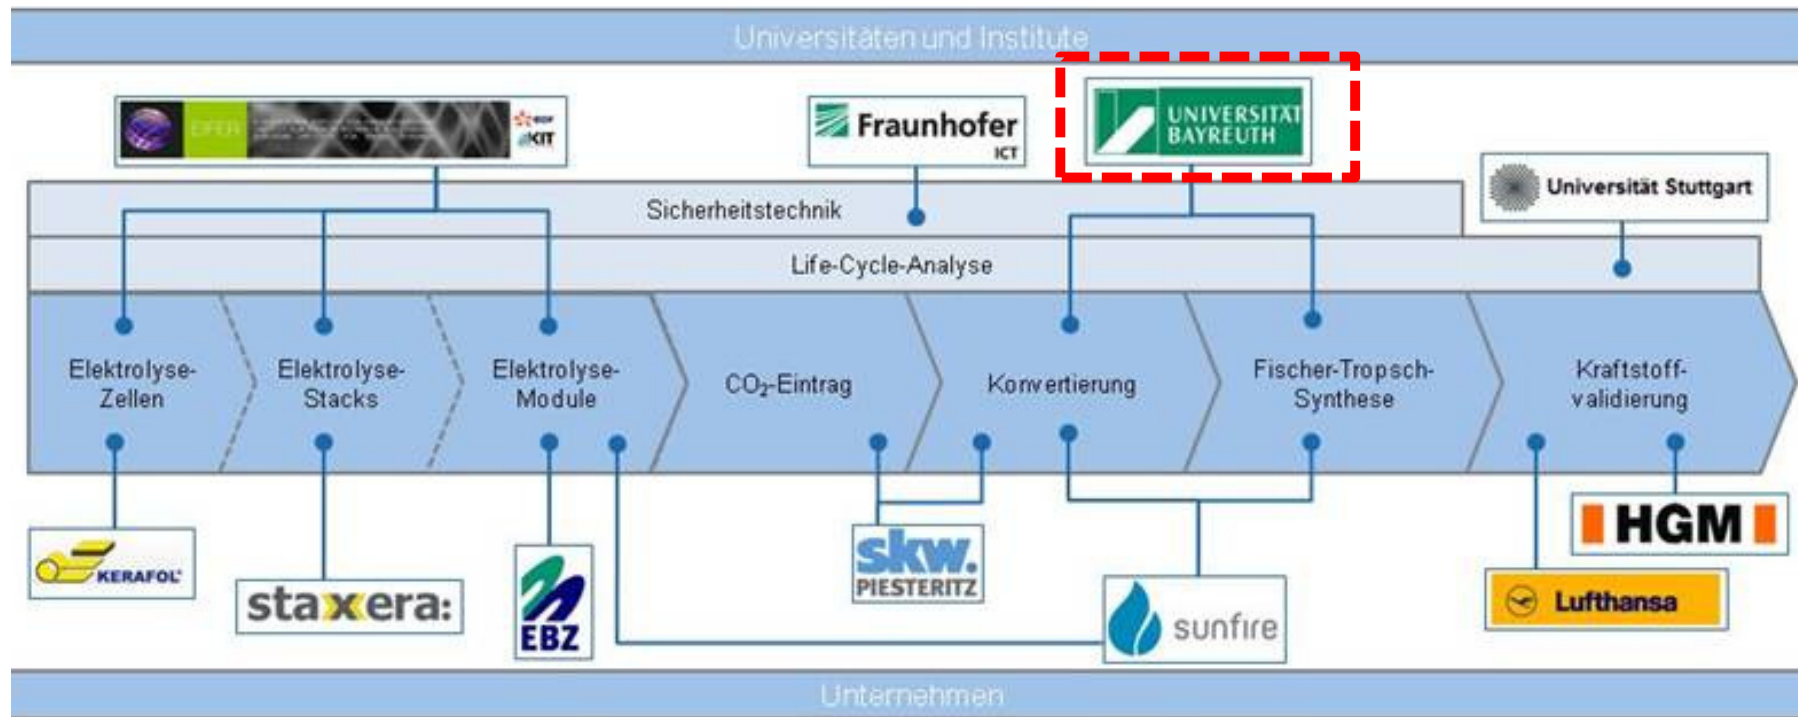 Universitäten und Institute
EIFER
eDF
KIT
Fraunhofer
ICT
UNIVERSITÄT
BAYREUTH
Universität Stuttgart
Sicherheitstechnik
Life-Cycle-Analyse
Elektrolyse-
Zellen
Elektrolyse-
Stacks
Elektrolyse-
Module
CO₂-Eintrag
Konvertierung
Fischer-Tropsch-
Synthese
Kraftstoff-
validierung
KERAFOL
staxera:
EBZ
skw.
PIESTERITZ
sunfire
HGM
Lufthansa
Unternehmen